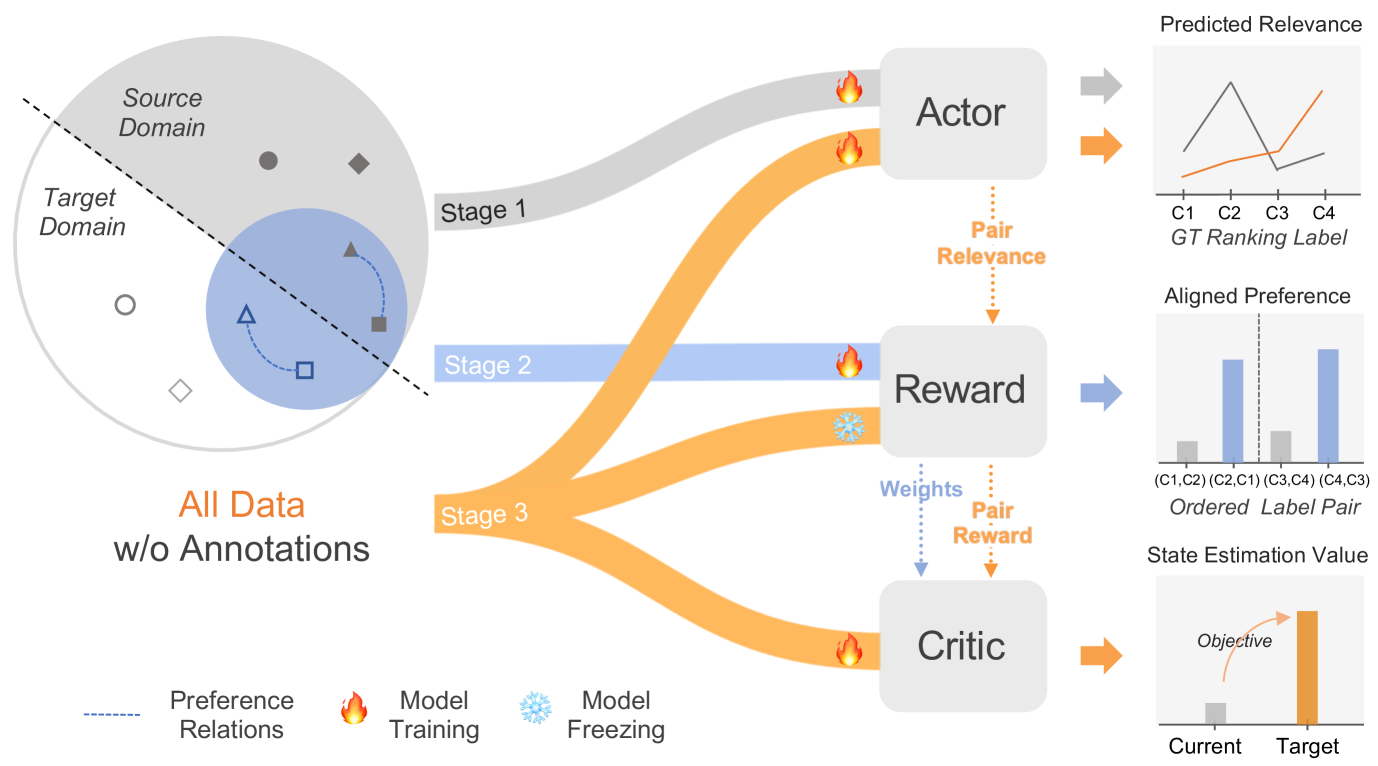 Source
Domain
Target
Domain
All Data
w/o Annotations
Preference
Relations
Model
Training
Model
Freezing
Stage 1
Stage 2
Stage 3
Actor
Pair
Relevance
Reward
Weights
Pair
Reward
Critic
Predicted Relevance
C1 C2 C3 C4
GT Ranking Label
Aligned Preference
(C1,C2) (C2,C1) (C3,C4) (C4,C3)
Ordered Label Pair
State Estimation Value
Objective
Current Target